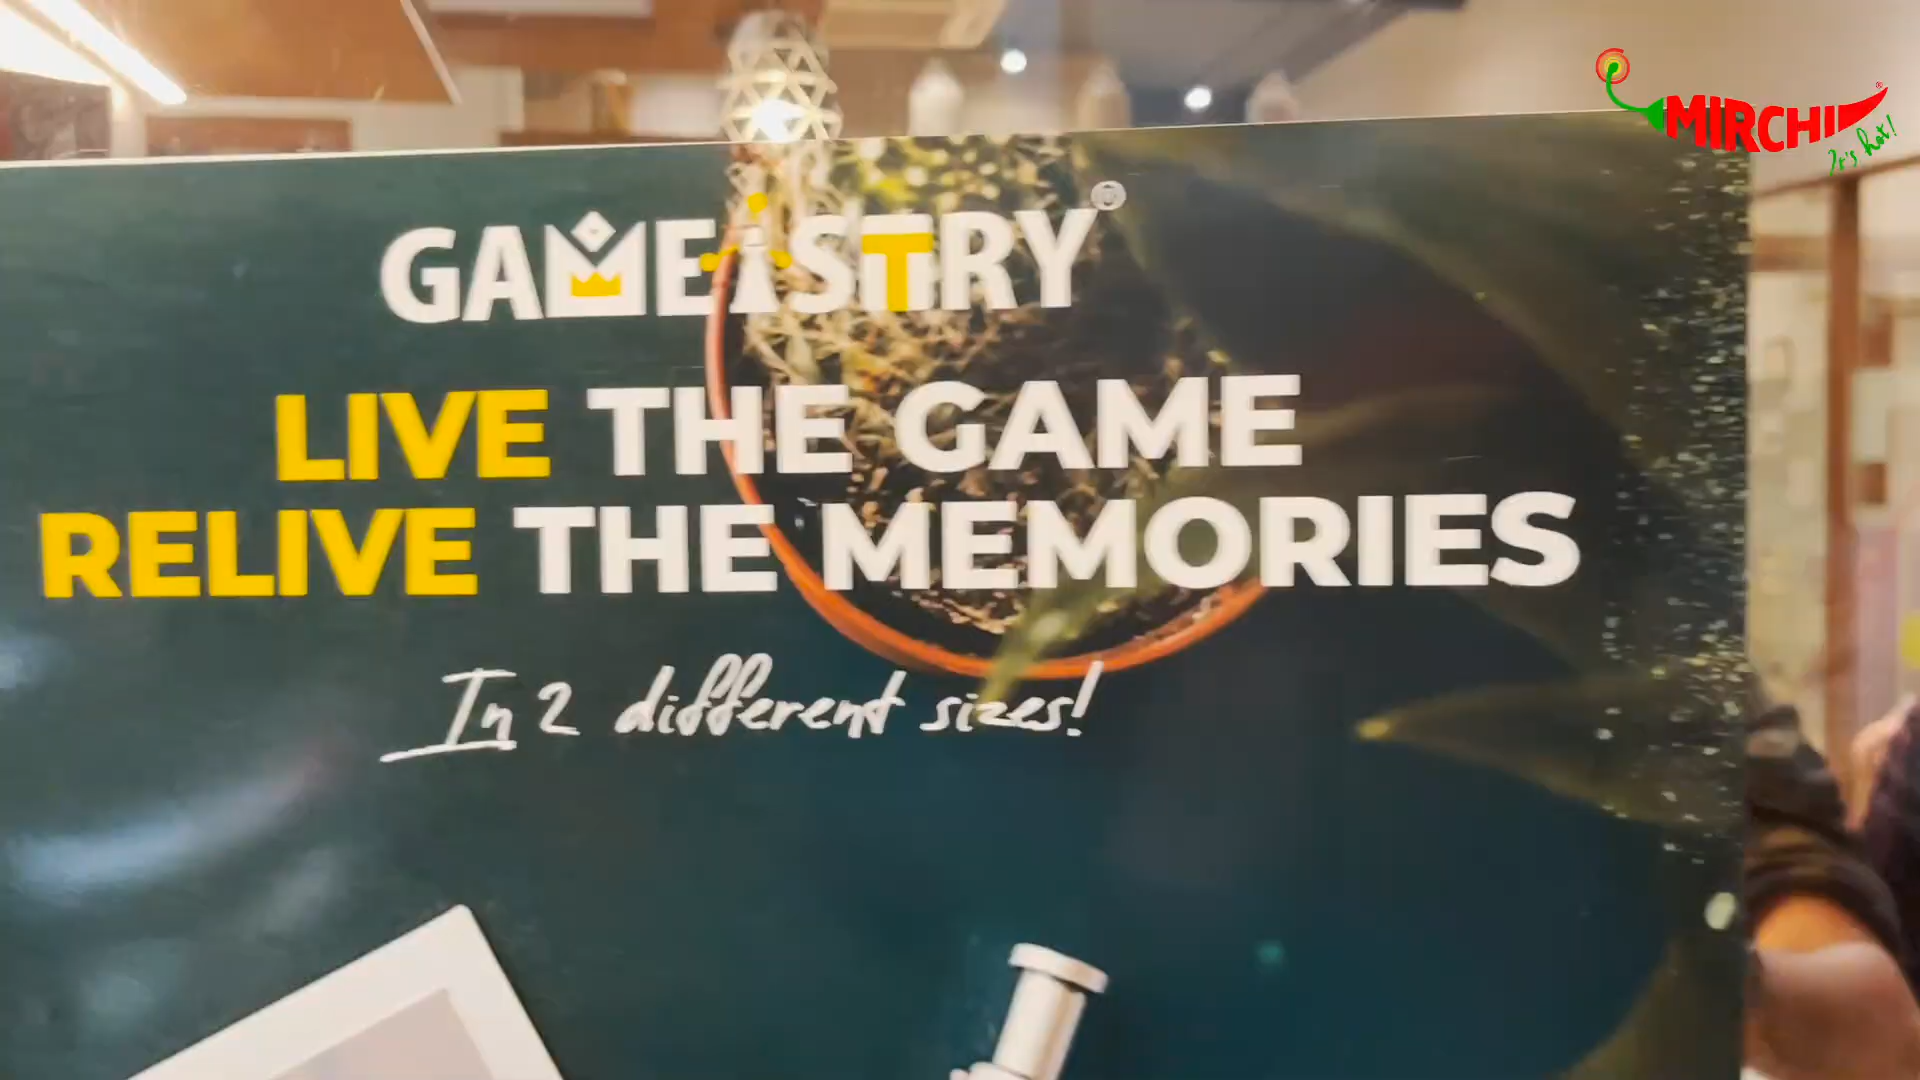 MIRCHI
It's hot!
GAMEISTRY®
LIVE THE GAME
RELIVE THE MEMORIES
In 2 different sizes!